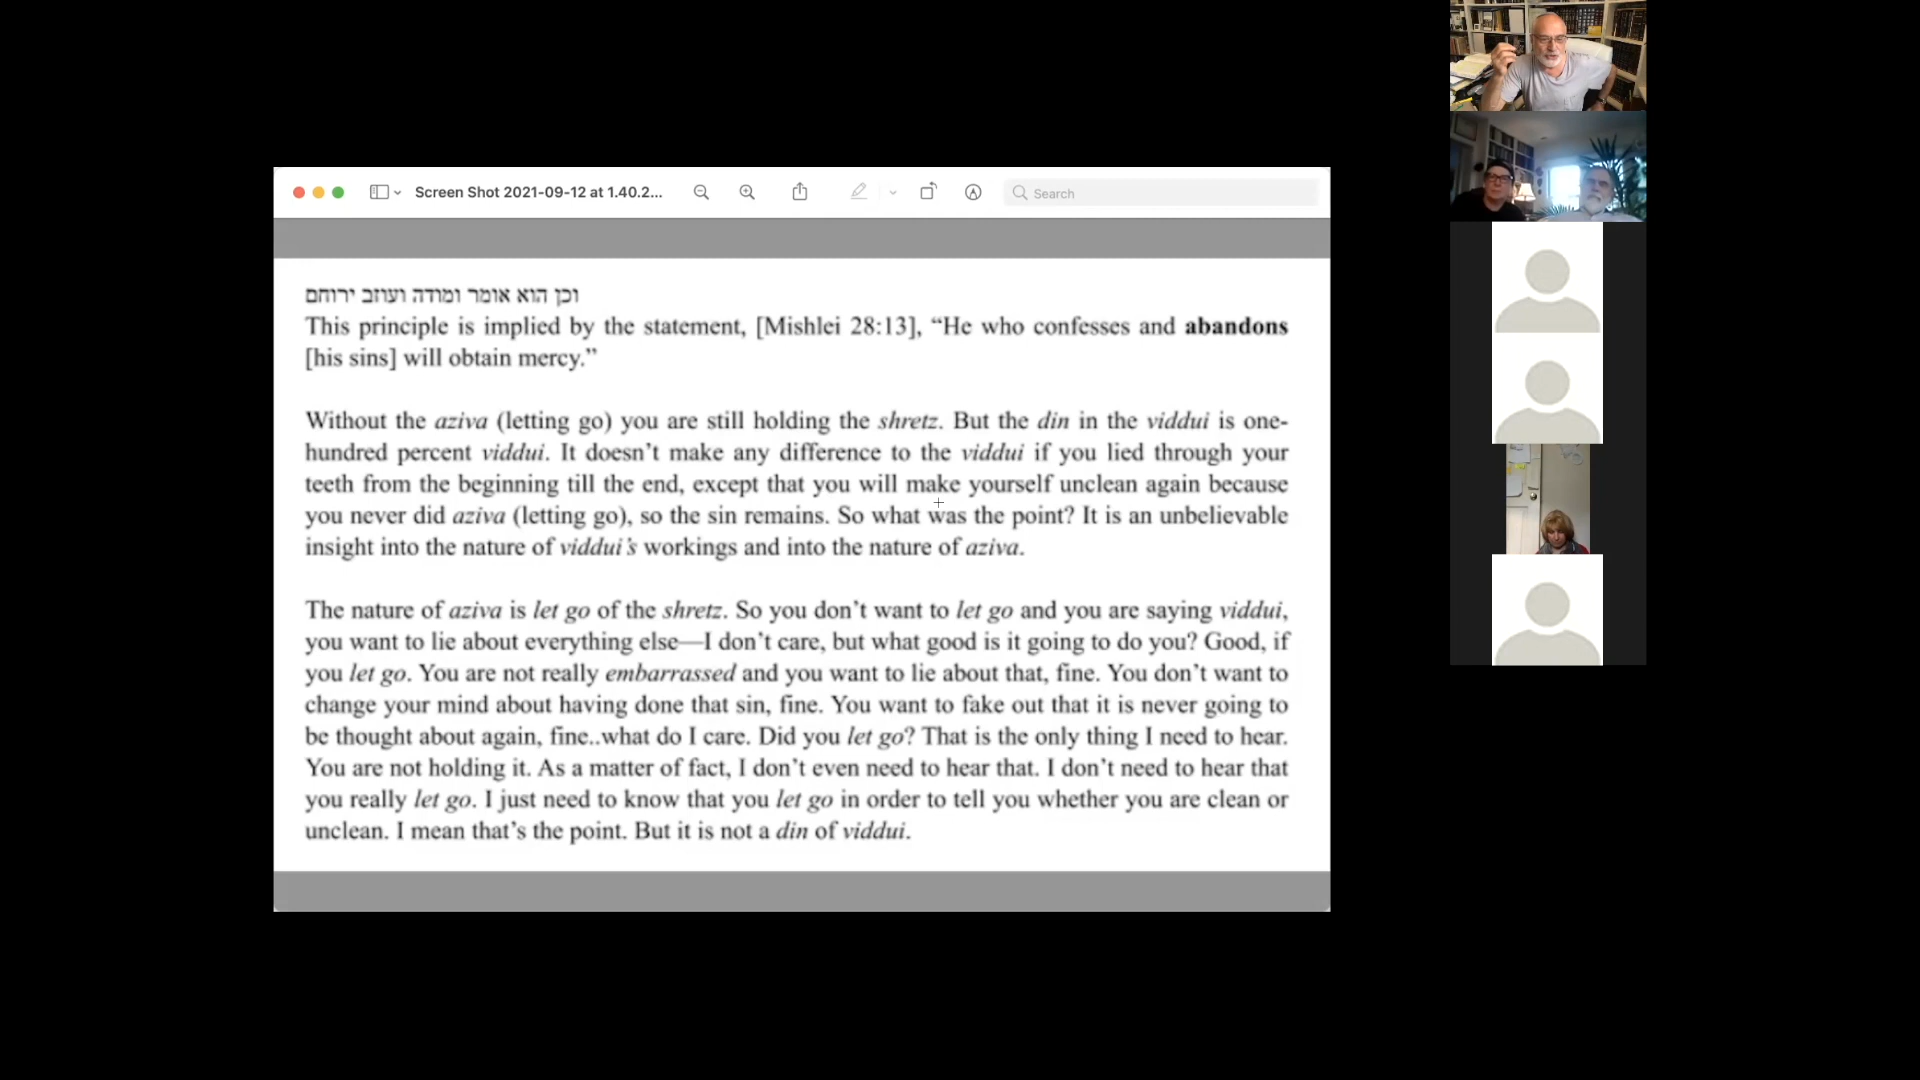 Screen Shot 2021-09-12 at 1.40.2...
Search
וכן הוא אומר ומודה ועוזב ירוחם
This principle is implied by the statement, [Mishlei 28:13], “He who confesses and abandons
[his sins] will obtain mercy.”
Without the aziva (letting go) you are still holding the shretz. But the din in the viddui is one-
hundred percent viddui. It doesn’t make any difference to the viddui if you lied through your
teeth from the beginning till the end, except that you will make yourself unclean again because
you never did aziva (letting go), so the sin remains. So what was the point? It is an unbelievable
insight into the nature of viddui’s workings and into the nature of aziva.
The nature of aziva is let go of the shretz. So you don’t want to let go and you are saying viddui,
you want to lie about everything else—I don’t care, but what good is it going to do you? Good, if
you let go. You are not really embarrassed and you want to lie about that, fine. You don’t want to
change your mind about having done that sin, fine. You want to fake out that it is never going to
be thought about again, fine..what do I care. Did you let go? That is the only thing I need to hear.
You are not holding it. As a matter of fact, I don’t even need to hear that. I don’t need to hear that
you really let go. I just need to know that you let go in order to tell you whether you are clean or
unclean. I mean that’s the point. But it is not a din of viddui.